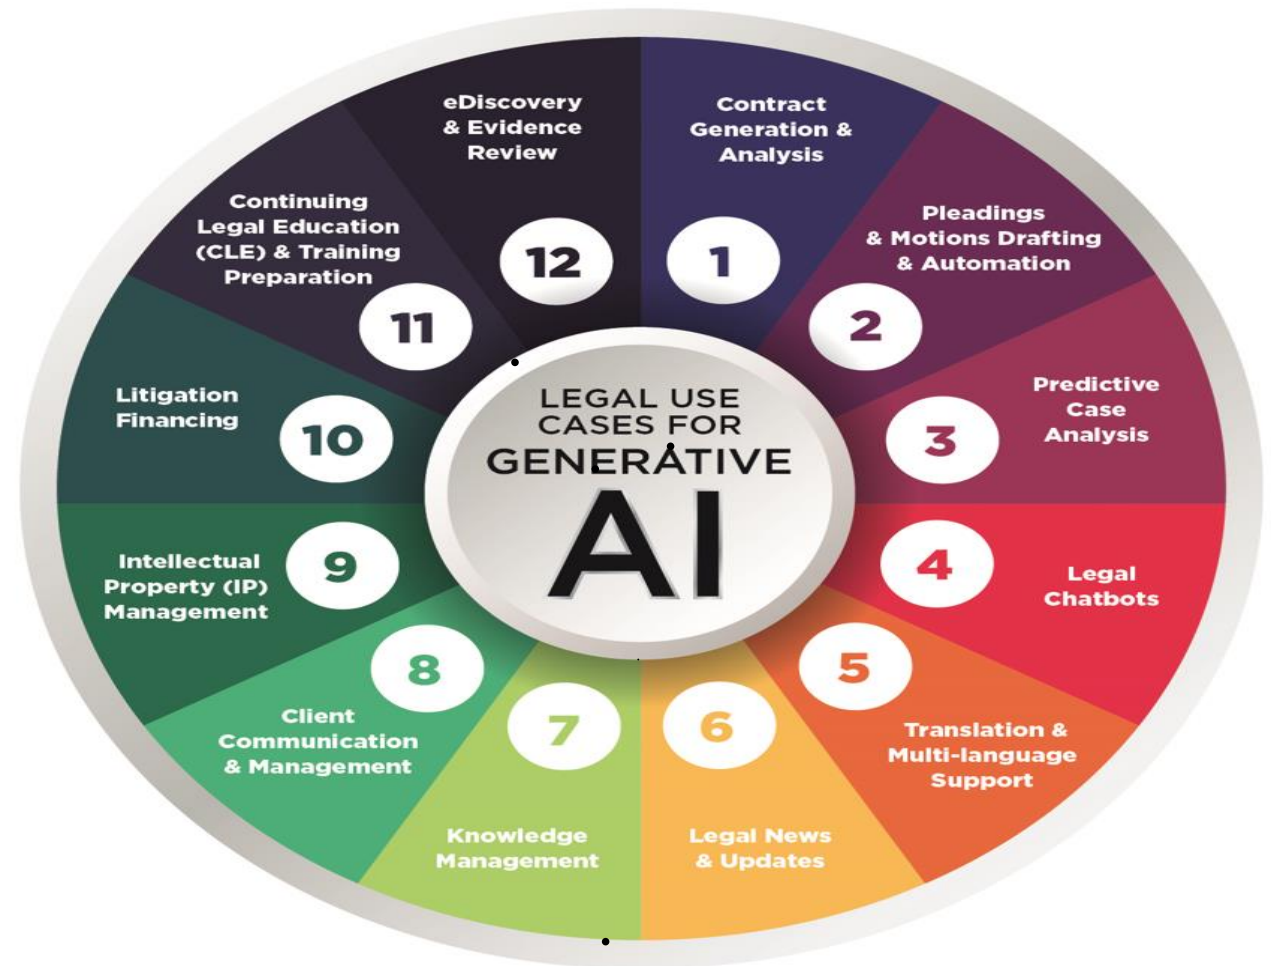 LEGAL USE
CASES FOR
GENERATIVE
AI
Contract
Generation &
Analysis
1
Pleadings
& Motions Drafting
& Automation
2
Predictive
Case
Analysis
3
Legal
Chatbots
4
Translation &
Multi-language
Support
5
Legal News
& Updates
6
Knowledge
Management
7
Client
Communication
& Management
8
Intellectual
Property (IP)
Management
9
Litigation
Financing
10
Continuing
Legal Education
(CLE) & Training
Preparation
11
eDiscovery
& Evidence
Review
12